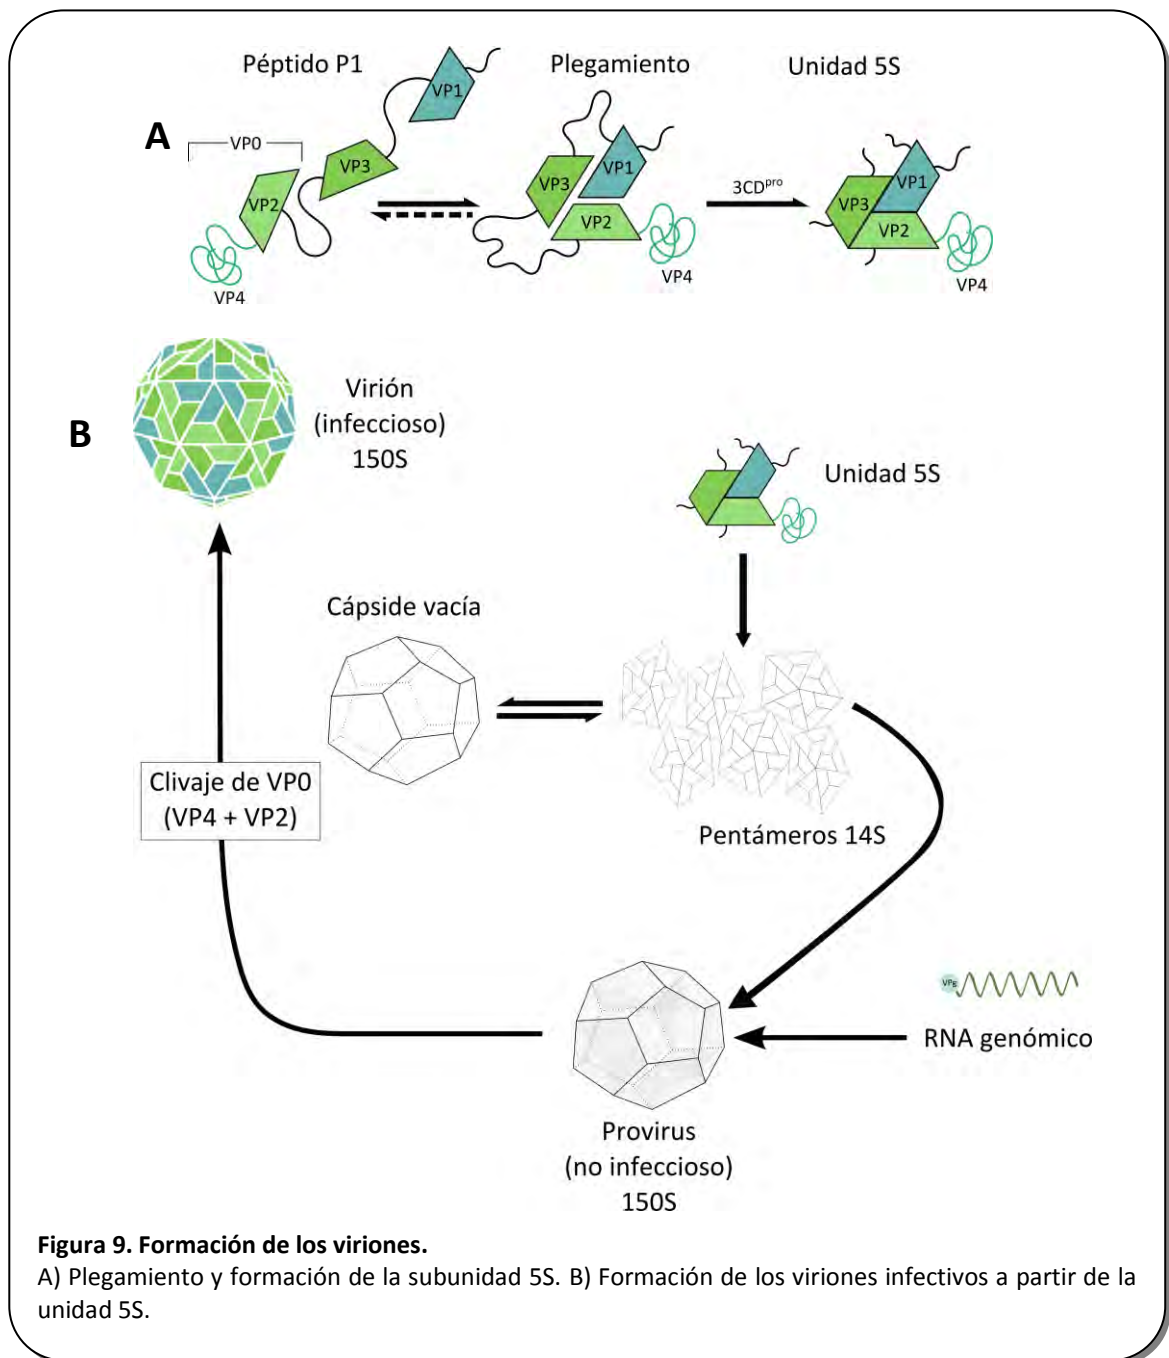 Péptido P1
Plegamiento
Unidad 5S
A
VP0
VP1
VP3
VP2
VP4
VP3
VP1
VP2
VP4
3CDpro
VP3
VP1
VP2
VP4
B
Virión
(infeccioso)
150S
Unidad 5S
Cápside vacía
Clivaje de VP0
(VP4 + VP2)
Pentámeros 14S
VPg
RNA genómico
Provirus
(no infeccioso)
150S
Figura 9. Formación de los viriones.
A) Plegamiento y formación de la subunidad 5S. B) Formación de los viriones infectivos a partir de la
unidad 5S.